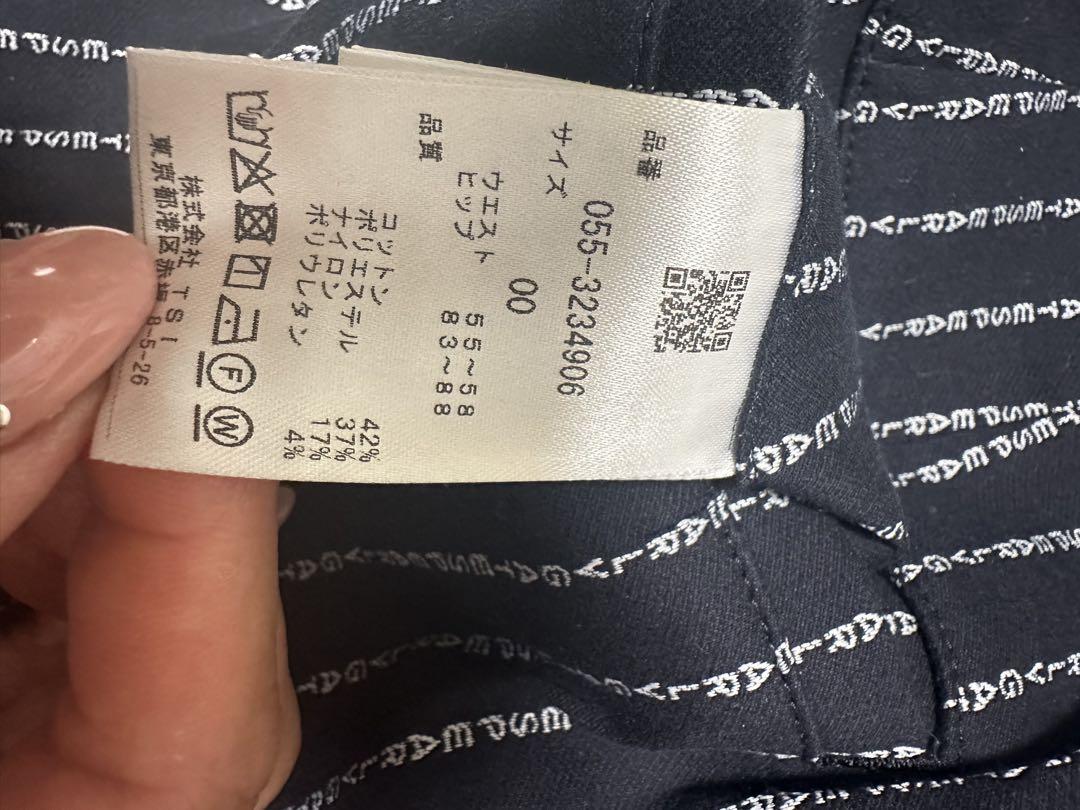 品番 055-3234906
サイズ 00
ウエスト 55~58
ヒップ 83~88
品質
コットン 42%
ポリエステル 37%
ナイロン 17%
ポリウレタン 4%
F W
株式会社 TSI
東京都港区赤坂8-5-26
PEARLYGATES